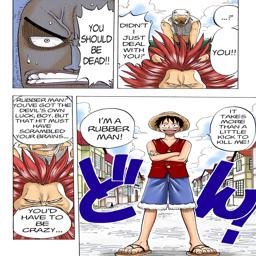 ...?
YOU!!
DIDN'T
I JUST
DEAL WITH
YOU?
YOU
SHOULD
BE
DEAD!!
IT
TAKES
MORE
THAN A
LITTLE
KICK TO
KILL ME!
I'M A
RUBBER
MAN!
RUBBER MAN?
YOU'VE GOT THE
DEVIL'S OWN
LUCK, BOY. BUT
THAT HIT MUST
HAVE
SCRAMBLED
YOUR BRAINS...
YOU'D
HAVE TO
BE
CRAZY...
どん!